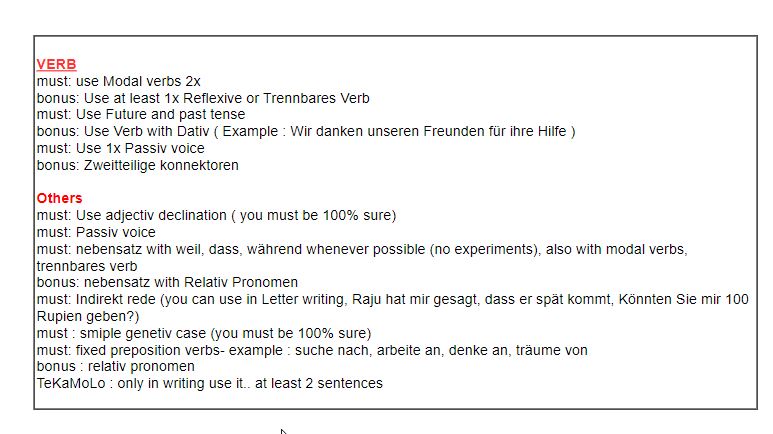 VERB
must: use Modal verbs 2x
bonus: Use at least 1x Reflexive or Trennbares Verb
must: Use Future and past tense
bonus: Use Verb with Dativ ( Example : Wir danken unseren Freunden für ihre Hilfe )
must: Use 1x Passiv voice
bonus: Zweitteilige konnektoren
Others
must: Use adjectiv declination ( you must be 100% sure)
must: Passiv voice
must: nebensatz with weil, dass, während whenever possible (no experiments), also with modal verbs,
trennbares verb
bonus: nebensatz with Relativ Pronomen
must: Indirekt rede (you can use in Letter writing, Raju hat mir gesagt, dass er spät kommt, Könnten Sie mir 100
Rupien geben?)
must : smiple genetiv case (you must be 100% sure)
must: fixed preposition verbs- example : suche nach, arbeite an, denke an, träume von
bonus : relativ pronomen
TeKaMoLo : only in writing use it.. at least 2 sentences